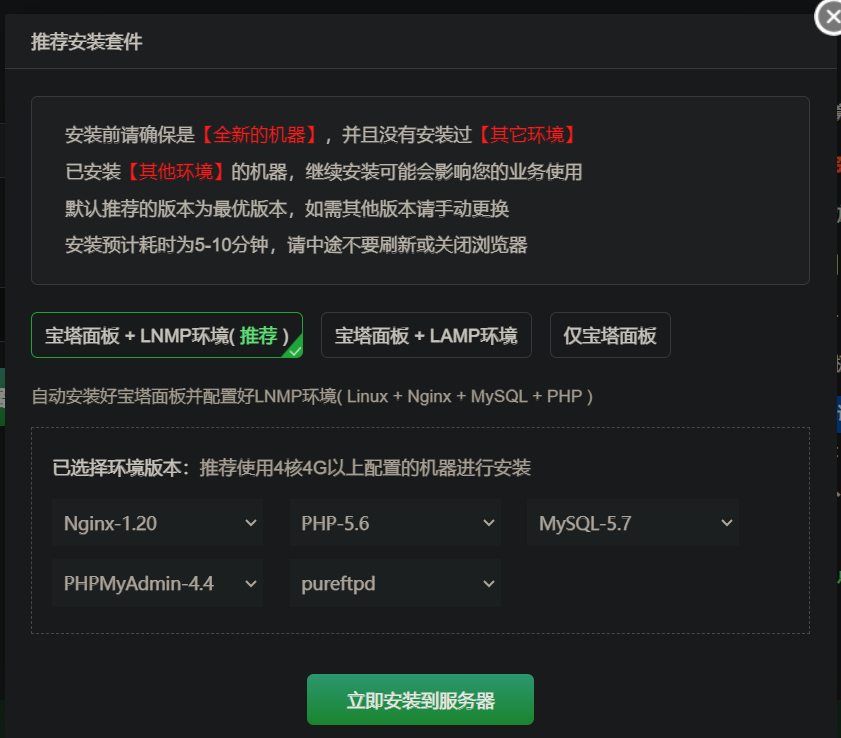 推荐安装套件
安装前请确保是【全新的机器】，并且没有安装过【其它环境】
已安装【其他环境】的机器，继续安装可能会影响您的业务使用
默认推荐的版本为最优版本，如需其他版本请手动更换
安装预计耗时为5-10分钟，请中途不要刷新或关闭浏览器
宝塔面板 + LNMP环境( 推荐 )
宝塔面板 + LAMP环境
仅宝塔面板
自动安装好宝塔面板并配置好LNMP环境( Linux + Nginx + MySQL + PHP )
已选择环境版本：推荐使用4核4G以上配置的机器进行安装
Nginx-1.20
PHP-5.6
MySQL-5.7
PHPMyAdmin-4.4
pureftpd
立即安装到服务器